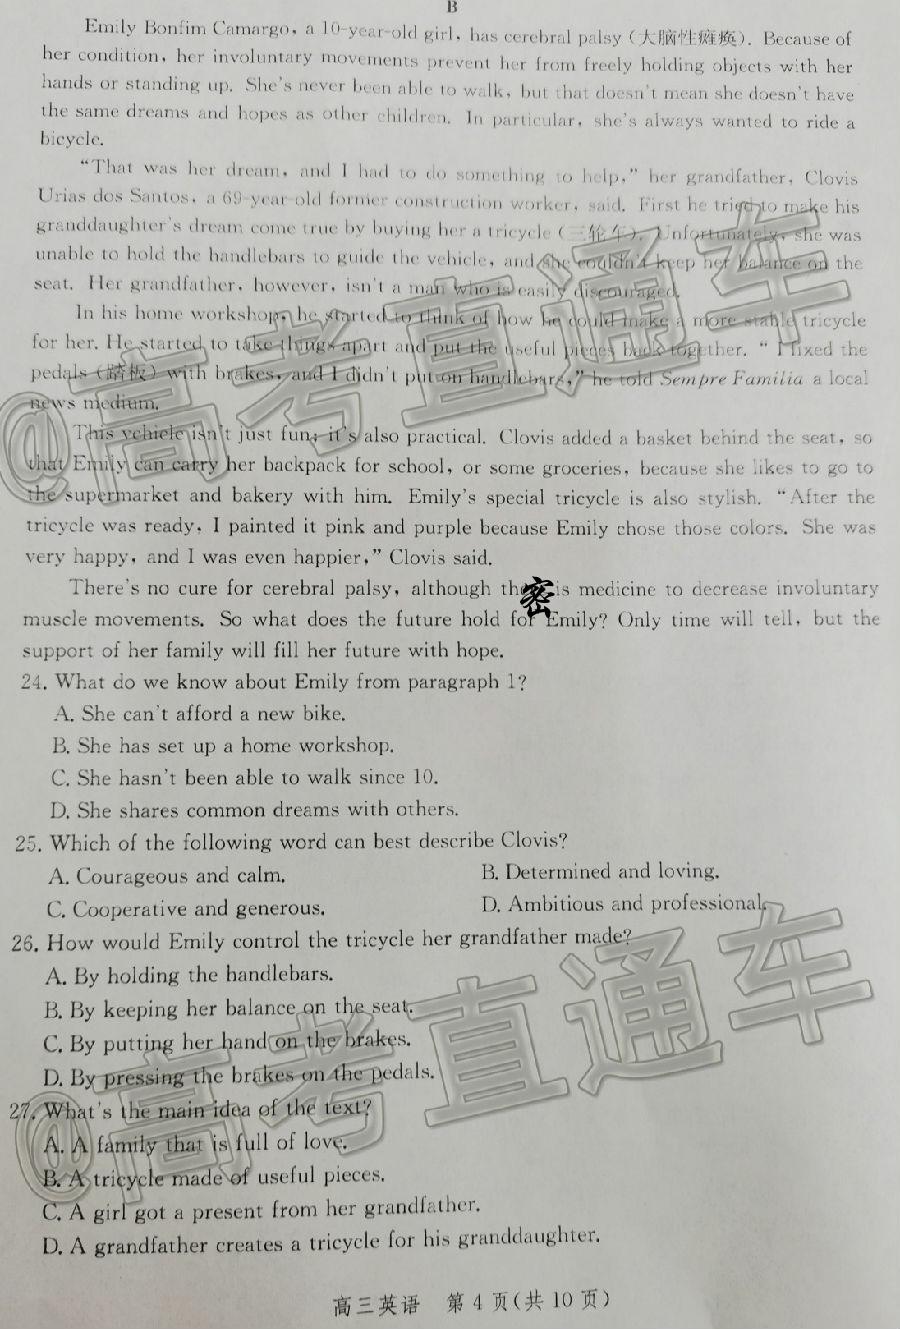 B
Emily Bonfim Camargo, a 10-year-old girl, has cerebral palsy (大脑性瘫痪). Because of
her condition, her involuntary movements prevent her from freely holding objects with her
hands or standing up. She's never been able to walk, but that doesn't mean she doesn't have
the same dreams and hopes as other children. In particular, she's always wanted to ride a
bicycle.
"That was her dream, and I had to do something to help," her grandfather, Clovis
Urias dos Santos, a 69-year-old former construction worker, said. First he tried to make his
granddaughter's dream come true by buying her a tricycle (三轮车). Unfortunately, she was
unable to hold the handlebars to guide the vehicle, and she couldn't keep her balance on the
seat. Her grandfather, however, isn't a man who is easily discouraged.
In his home workshop, he started to think of how he could make a more stable tricycle
for her. He started to take things apart and put the useful pieces back together. "I fixed the
pedals (踏板) with brakes, and I didn't put on handlebars," he told Sempre Familia a local
news medium.
This vehicle isn't just fun; it's also practical. Clovis added a basket behind the seat, so
that Emily can carry her backpack for school, or some groceries, because she likes to go to
the supermarket and bakery with him. Emily's special tricycle is also stylish. "After the
tricycle was ready, I painted it pink and purple because Emily chose those colors. She was
very happy, and I was even happier," Clovis said.
There's no cure for cerebral palsy, although 密 is medicine to decrease involuntary
muscle movements. So what does the future hold for Emily? Only time will tell, but the
support of her family will fill her future with hope.
24. What do we know about Emily from paragraph 1?
A. She can't afford a new bike.
B. She has set up a home workshop.
C. She hasn't been able to walk since 10.
D. She shares common dreams with others.
25. Which of the following word can best describe Clovis?
A. Courageous and calm. B. Determined and loving.
C. Cooperative and generous. D. Ambitious and professional.
26. How would Emily control the tricycle her grandfather made?
A. By holding the handlebars.
B. By keeping her balance on the seat.
C. By putting her hand on the brakes.
D. By pressing the brakes on the pedals.
27. What's the main idea of the text?
A. A family that is full of love.
B. A tricycle made of useful pieces.
C. A girl got a present from her grandfather.
D. A grandfather creates a tricycle for his granddaughter.
高三英语 第 4 页(共 10 页)
@高考直通车
@高考直通车